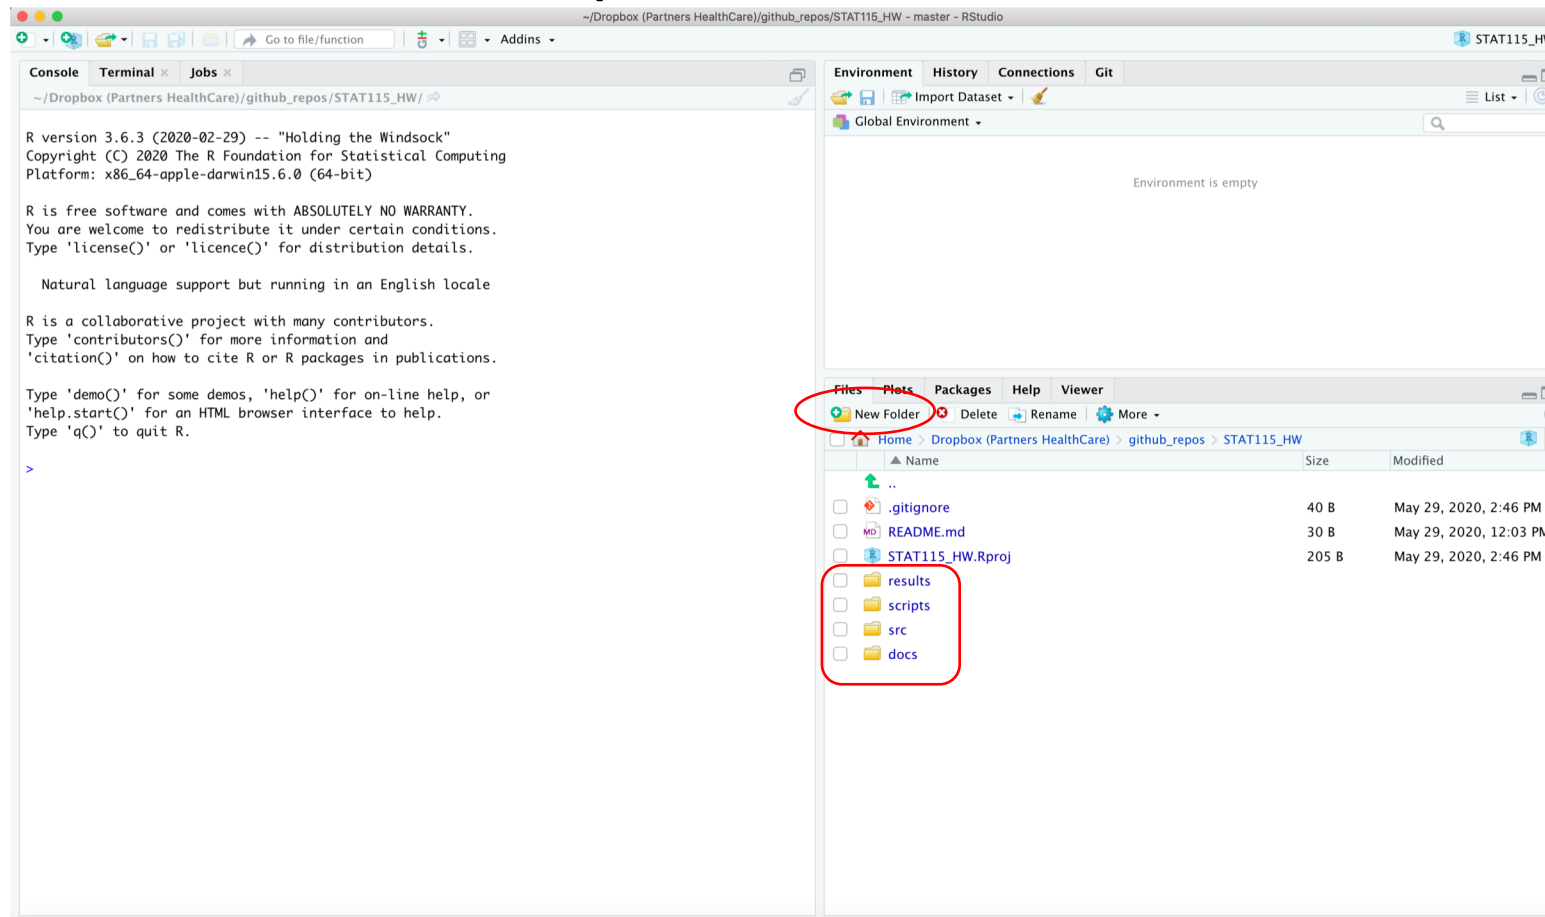 ~/Dropbox (Partners HealthCare)/github_repos/STAT115_HW - master - RStudio
Go to file/function
Addins
STAT115_HW
Console Terminal × Jobs ×
~/Dropbox (Partners HealthCare)/github_repos/STAT115_HW/
R version 3.6.3 (2020-02-29) -- "Holding the Windsock"
Copyright (C) 2020 The R Foundation for Statistical Computing
Platform: x86_64-apple-darwin15.6.0 (64-bit)
R is free software and comes with ABSOLUTELY NO WARRANTY.
You are welcome to redistribute it under certain conditions.
Type 'license()' or 'licence()' for distribution details.
Natural language support but running in an English locale
R is a collaborative project with many contributors.
Type 'contributors()' for more information and
'citation()' on how to cite R or R packages in publications.
Type 'demo()' for some demos, 'help()' for on-line help, or
'help.start()' for an HTML browser interface to help.
Type 'q()' to quit R.
>
Environment History Connections Git
Import Dataset List
Global Environment
Environment is empty
Files Plots Packages Help Viewer
New Folder Delete Rename More
Home > Dropbox (Partners HealthCare) > github_repos > STAT115_HW
Name Size Modified
..
.gitignore 40 B May 29, 2020, 2:46 PM
README.md 30 B May 29, 2020, 12:03 PM
STAT115_HW.Rproj 205 B May 29, 2020, 2:46 PM
results
scripts
src
docs